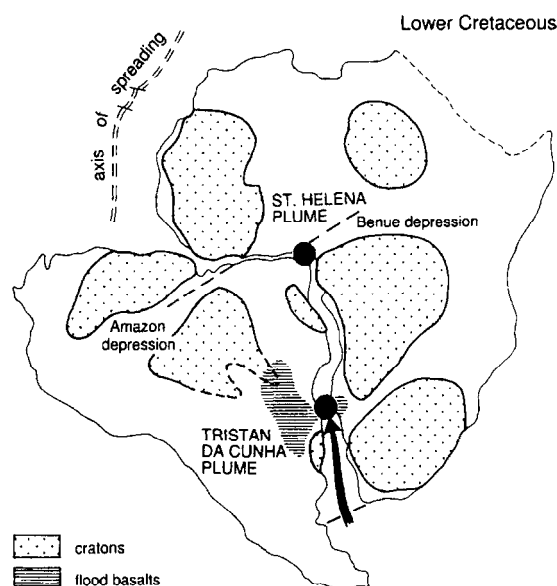 Lower Cretaceous
axis of spreading
ST. HELENA
PLUME
Benue depression
Amazon
depression
TRISTAN
DA CUNHA
PLUME
cratons
flood basalts